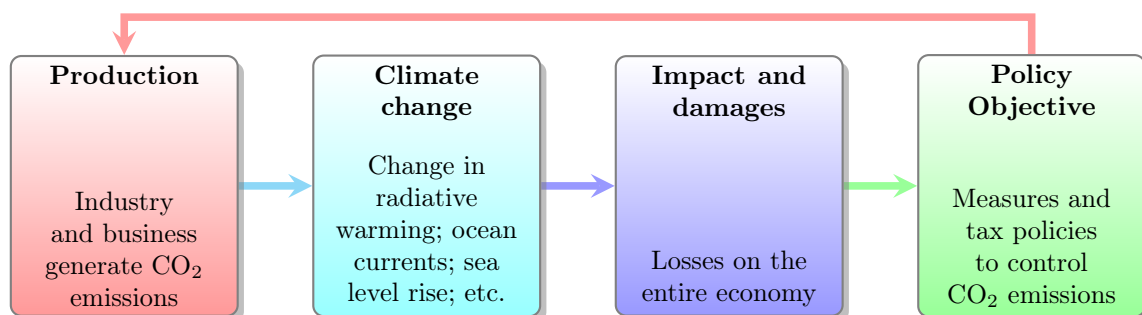 Production
Industry
and business
generate CO₂
emissions
Climate
change
Change in
radiative
warming; ocean
currents; sea
level rise; etc.
Impact and
damages
Losses on the
entire economy
Policy
Objective
Measures and
tax policies
to control
CO₂ emissions